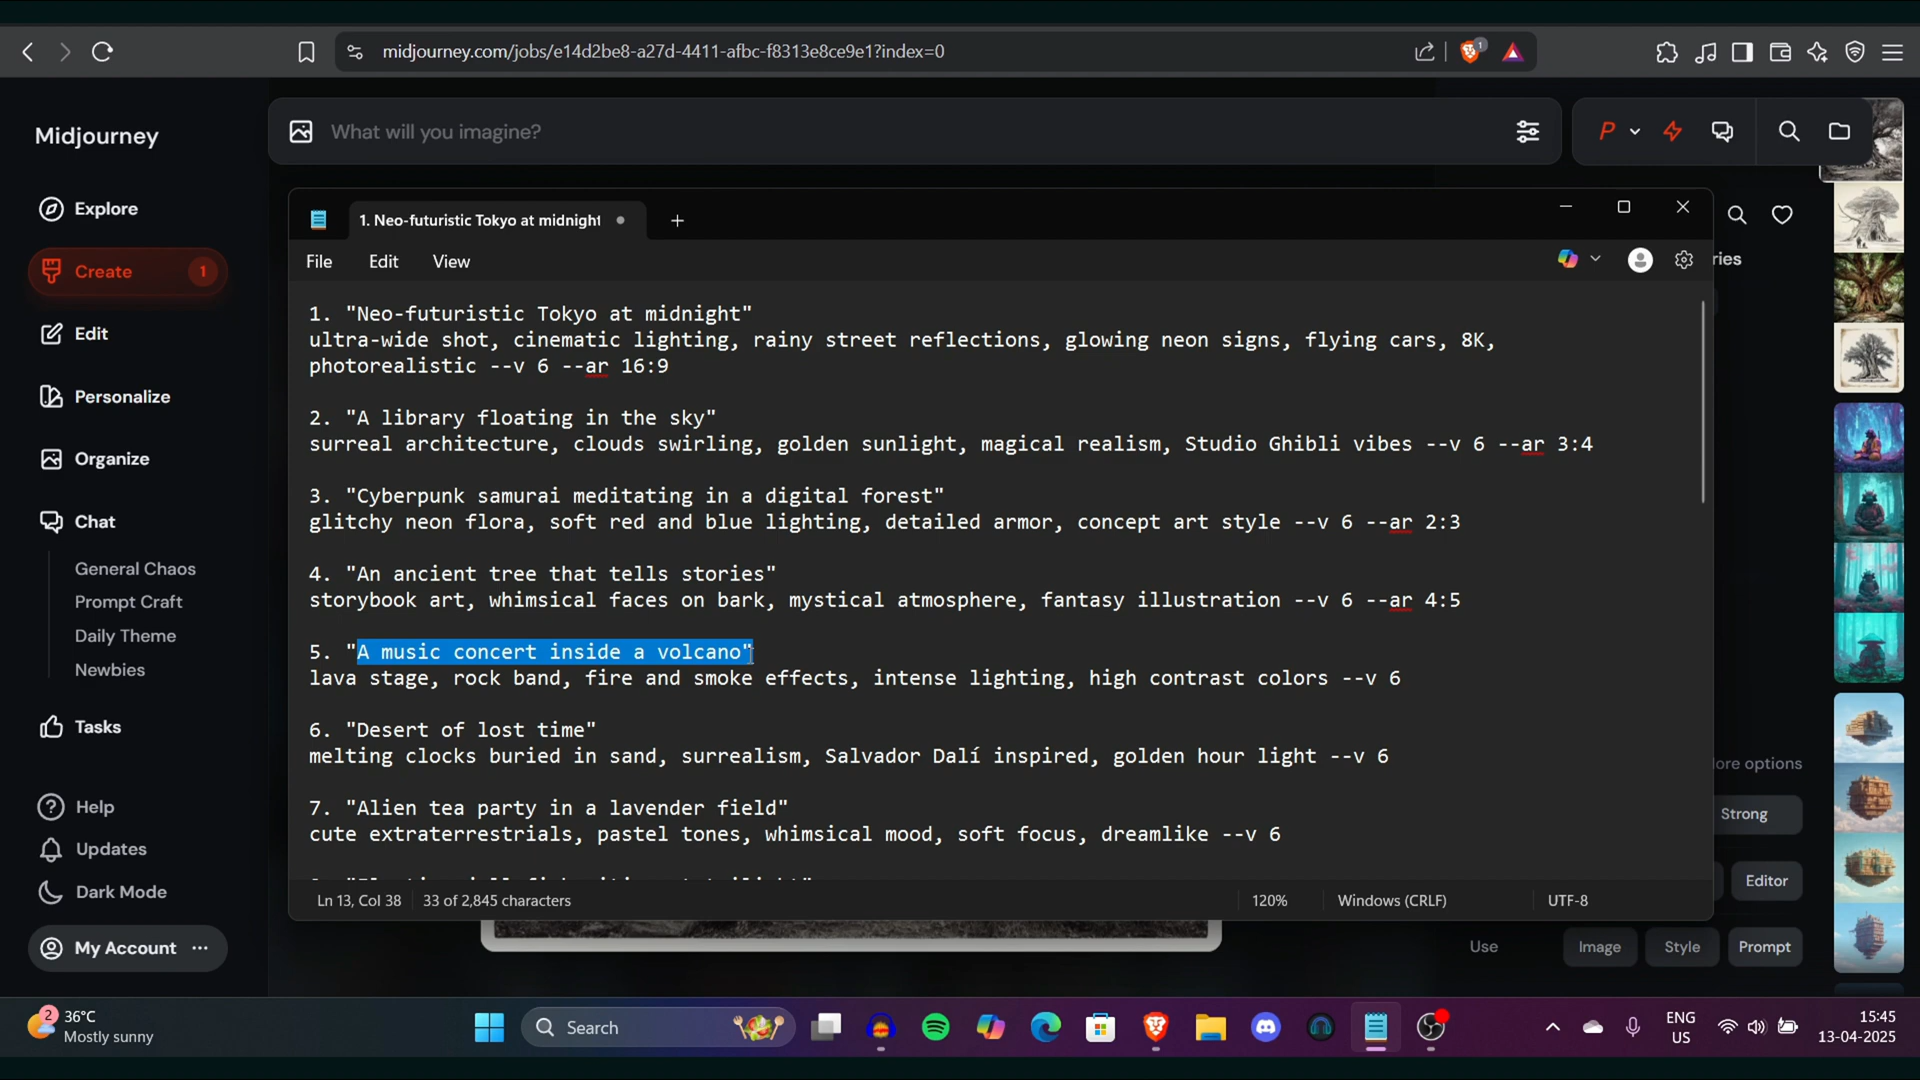 midjourney.com/jobs/e14d2be8-a27d-4411-afbc-f8313e8ce9e1?index=0
1
Midjourney
What will you imagine?
P
Explore
Create 1
Edit
Personalize
Organize
Chat
General Chaos
Prompt Craft
Daily Theme
Newbies
Tasks
Help
Updates
Dark Mode
My Account ...
1. Neo-futuristic Tokyo at midnight
File Edit View
1. "Neo-futuristic Tokyo at midnight"
ultra-wide shot, cinematic lighting, rainy street reflections, glowing neon signs, flying cars, 8K,
photorealistic --v 6 --ar 16:9
2. "A library floating in the sky"
surreal architecture, clouds swirling, golden sunlight, magical realism, Studio Ghibli vibes --v 6 --ar 3:4
3. "Cyberpunk samurai meditating in a digital forest"
glitchy neon flora, soft red and blue lighting, detailed armor, concept art style --v 6 --ar 2:3
4. "An ancient tree that tells stories"
storybook art, whimsical faces on bark, mystical atmosphere, fantasy illustration --v 6 --ar 4:5
5. "A music concert inside a volcano"
lava stage, rock band, fire and smoke effects, intense lighting, high contrast colors --v 6
6. "Desert of lost time"
melting clocks buried in sand, surrealism, Salvador Dalí inspired, golden hour light --v 6
7. "Alien tea party in a lavender field"
cute extraterrestrials, pastel tones, whimsical mood, soft focus, dreamlike --v 6
Ln 13, Col 38 33 of 2,845 characters 120% Windows (CRLF) UTF-8
ries
ore options
Strong
Editor
Use Image Style Prompt
2
36°C
Mostly sunny
Search
ENG
US
15:45
13-04-2025